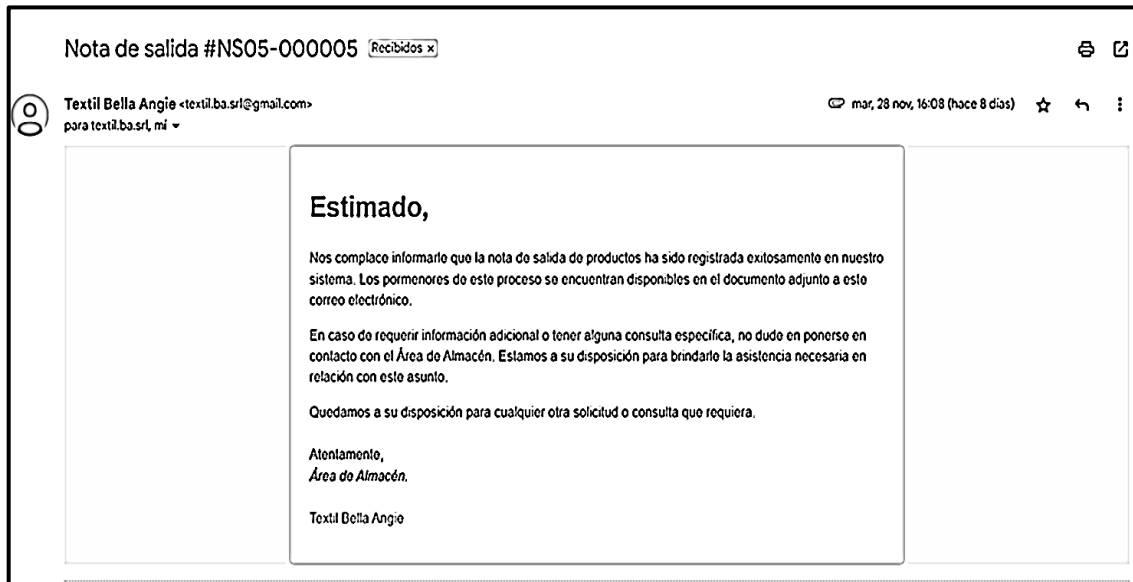 Nota de salida #NS05-000005 Recibidos x
Textil Bella Angie <textil.ba.srl@gmail.com>
mar, 28 nov, 16:08 (hace 8 días)
para textil.ba.srl, mí
Estimado,
Nos complace informarle que la nota de salida de productos ha sido registrada exitosamente en nuestro
sistema. Los pormenores de este proceso se encuentran disponibles en el documento adjunto a este
correo electrónico.
En caso de requerir información adicional o tener alguna consulta específica, no dude en ponerse en
contacto con el Área de Almacén. Estamos a su disposición para brindarle la asistencia necesaria en
relación con este asunto.
Quedamos a su disposición para cualquier otra solicitud o consulta que requiera.
Atentamente,
Área de Almacén.
Textil Bella Angie